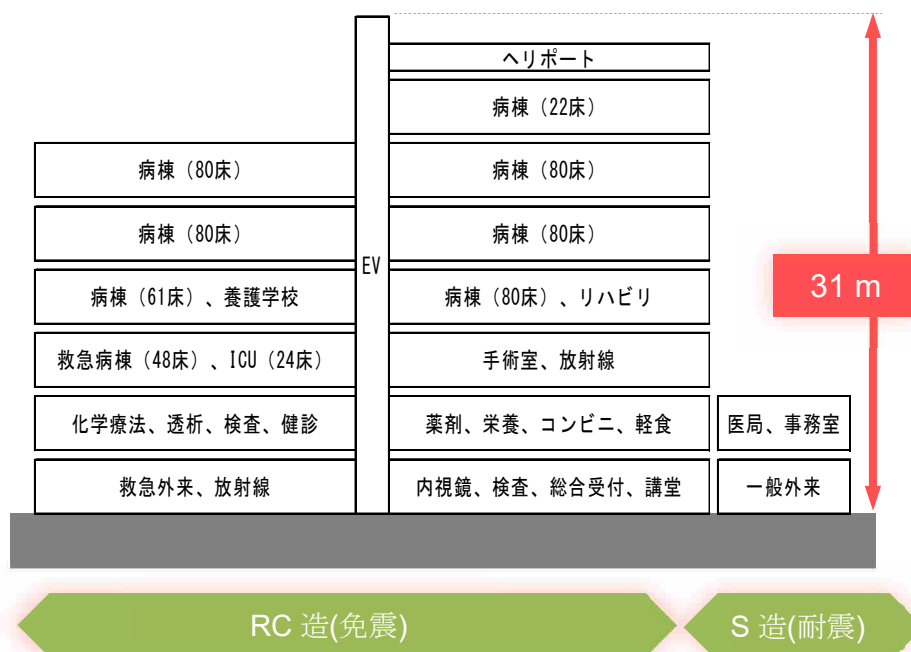 ヘリポート
病棟（22床）
病棟（80床）
病棟（80床）
病棟（80床）
病棟（80床）
EV
31 m
病棟（61床）、養護学校
病棟（80床）、リハビリ
救急病棟（48床）、ICU（24床）
手術室、放射線
化学療法、透析、検査、健診
薬剤、栄養、コンビニ、軽食
医局、事務室
救急外来、放射線
内視鏡、検査、総合受付、講堂
一般外来
RC 造(免震)
S 造(耐震)